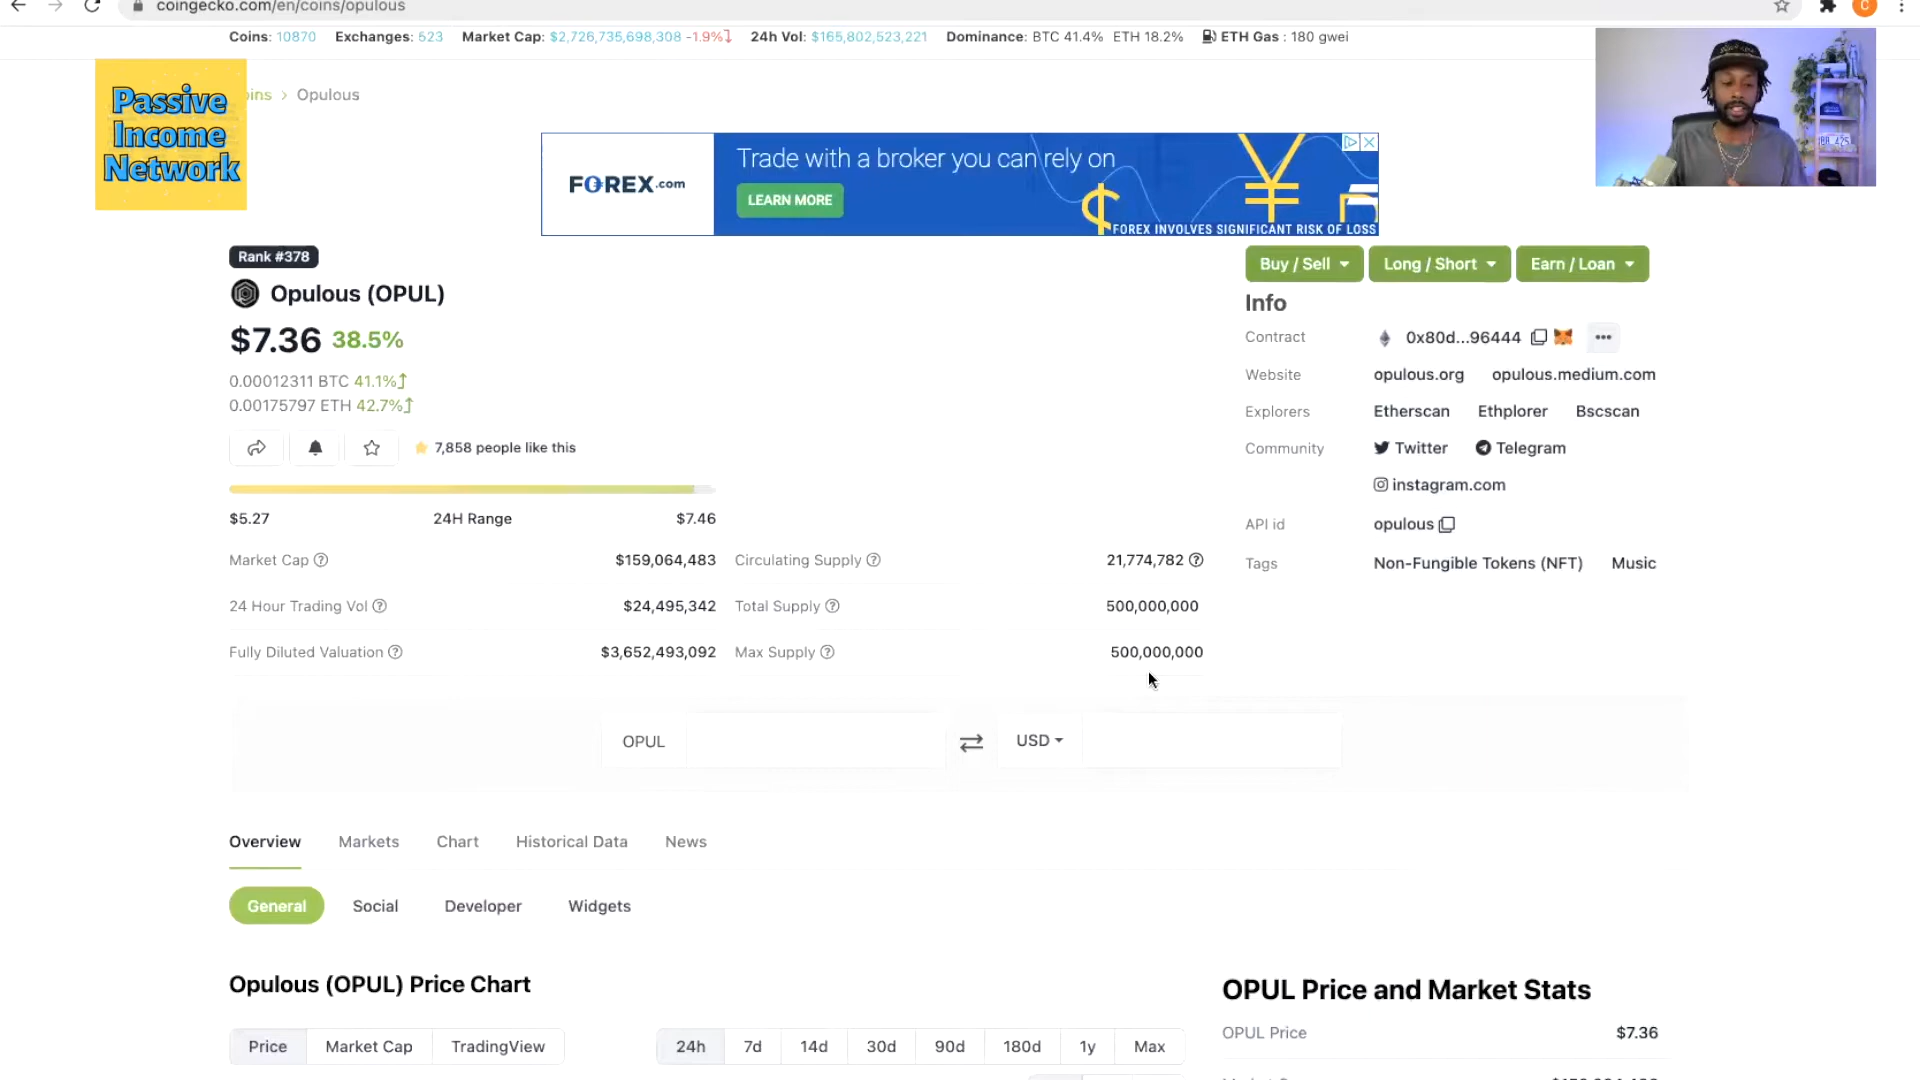 coingecko.com/en/coins/opulous
Coins: 10870 Exchanges: 523 Market Cap: $2,726,735,698,308 -1.9% 24h Vol: $165,802,523,221 Dominance: BTC 41.4% ETH 18.2% ETH Gas : 180 gwei
C
Passive
Income
Network
oins > Opulous
FOREX.com
Trade with a broker you can rely on
LEARN MORE
FOREX INVOLVES SIGNIFICANT RISK OF LOSS
Rank #378
Opulous (OPUL)
$7.36 38.5%
0.00012311 BTC 41.1%
0.00175797 ETH 42.7%
7,858 people like this
$5.27 24H Range $7.46
Market Cap $159,064,483 Circulating Supply 21,774,782
24 Hour Trading Vol $24,495,342 Total Supply 500,000,000
Fully Diluted Valuation $3,652,493,092 Max Supply 500,000,000
Buy / Sell Long / Short Earn / Loan
Info
Contract 0x80d...96444
Website opulous.org opulous.medium.com
Explorers Etherscan Ethplorer Bscscan
Community Twitter Telegram
instagram.com
API id opulous
Tags Non-Fungible Tokens (NFT) Music
OPUL USD
Overview Markets Chart Historical Data News
General Social Developer Widgets
Opulous (OPUL) Price Chart
Price Market Cap TradingView 24h 7d 14d 30d 90d 180d 1y Max
OPUL Price and Market Stats
OPUL Price $7.36